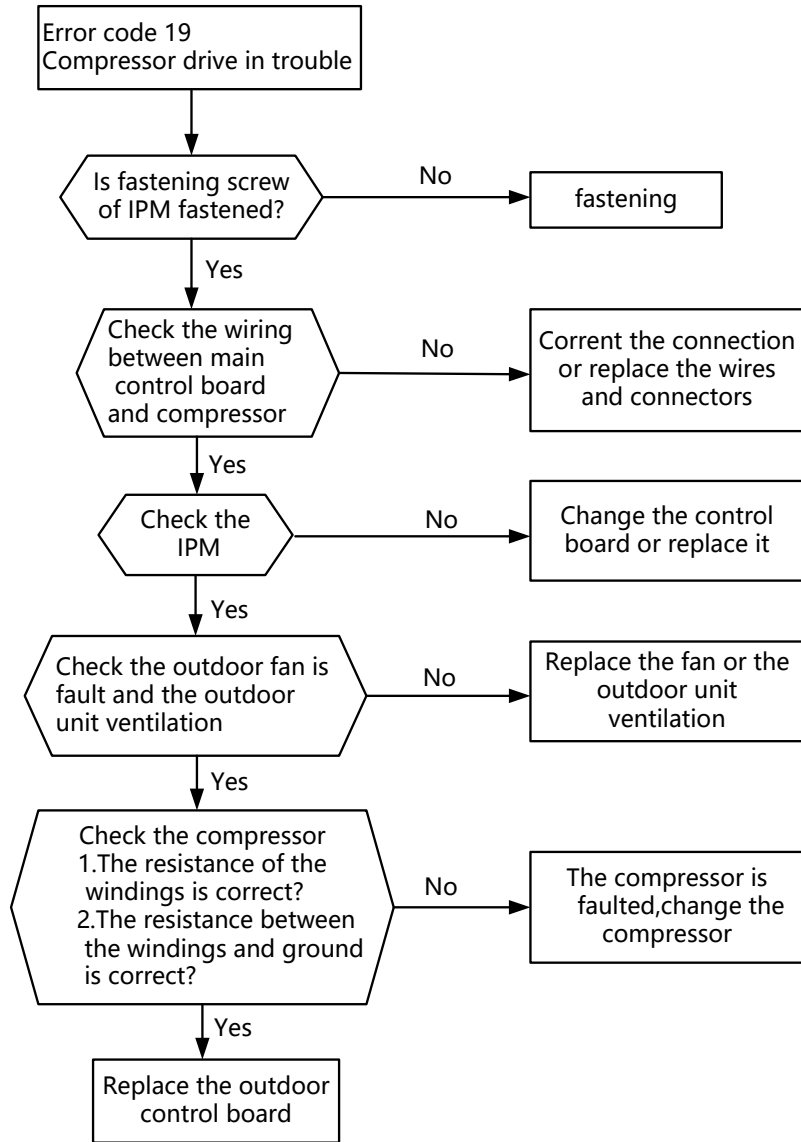 Error code 19
Compressor drive in trouble
Is fastening screw
of IPM fastened?
No
fastening
Yes
Check the wiring
between main
control board
and compressor
No
Corrent the connection
or replace the wires
and connectors
Yes
Check the
IPM
No
Change the control
board or replace it
Yes
Check the outdoor fan is
fault and the outdoor
unit ventilation
No
Replace the fan or the
outdoor unit
ventilation
Yes
Check the compressor
1.The resistance of the
windings is correct?
2.The resistance between
the windings and ground
is correct?
No
The compressor is
faulted,change the
compressor
Yes
Replace the outdoor
control board